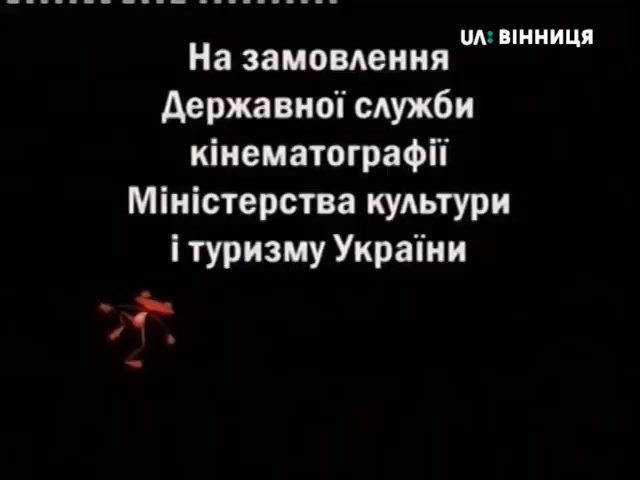 UA: ВІННИЦЯ
На замовлення
Державної служби
кінематографії
Міністерства культури
і туризму України